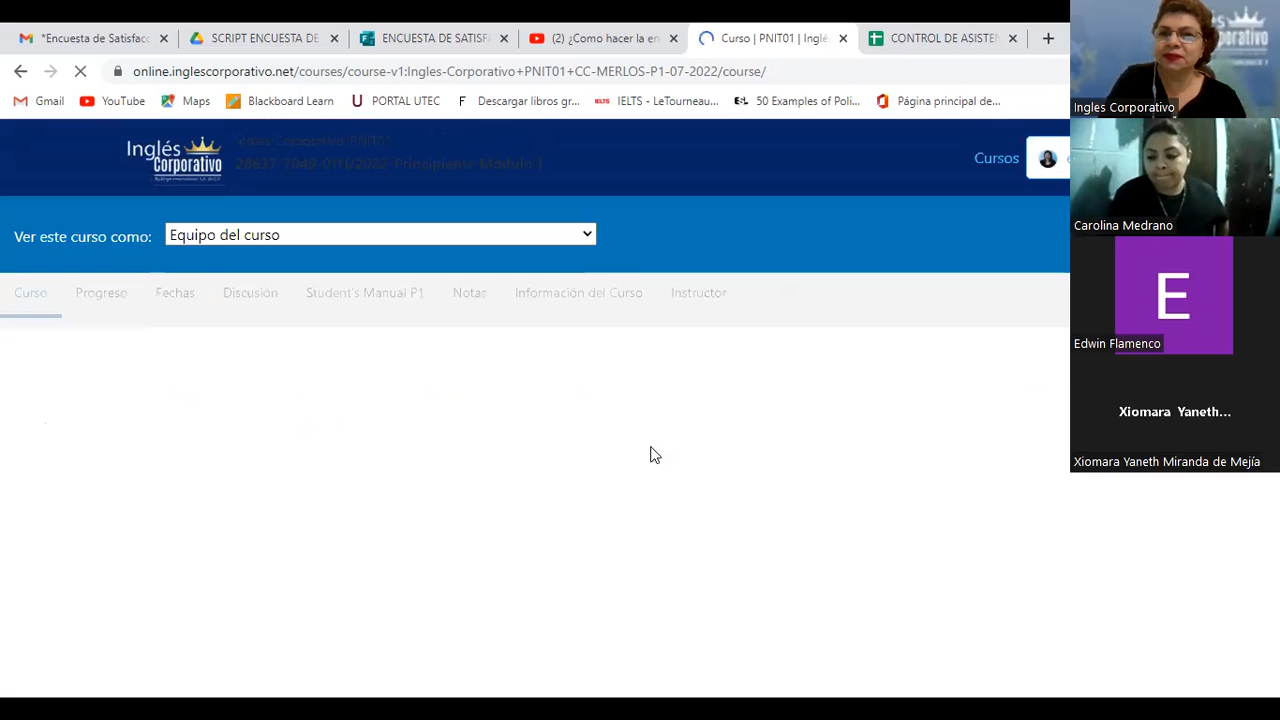 *Encuesta de Satisfacc
SCRIPT ENCUESTA DE
ENCUESTA DE SATISF
(2) ¿Como hacer la en
Curso | PNIT01 | Inglé
CONTROL DE ASISTEN
online.inglescorporativo.net/courses/course-v1:Ingles-Corporativo+PNIT01+CC-MERLOS-P1-07-2022/course/
Gmail
YouTube
Maps
Blackboard Learn
PORTAL UTEC
Descargar libros gr...
IELTS - LeTourneau...
50 Examples of Poli...
Página principal de...
Inglés
Corporativo
Ingles-Corporativo PNIT01
Cursos
Ver este curso como:
Equipo del curso
Curso
Progreso
Fechas
Discusión
Student's Manual P1
Notas
Información del Curso
Instructor
Ingles Corporativo
Carolina Medrano
E
Edwin Flamenco
Xiomara Yaneth...
Xiomara Yaneth Miranda de Mejía